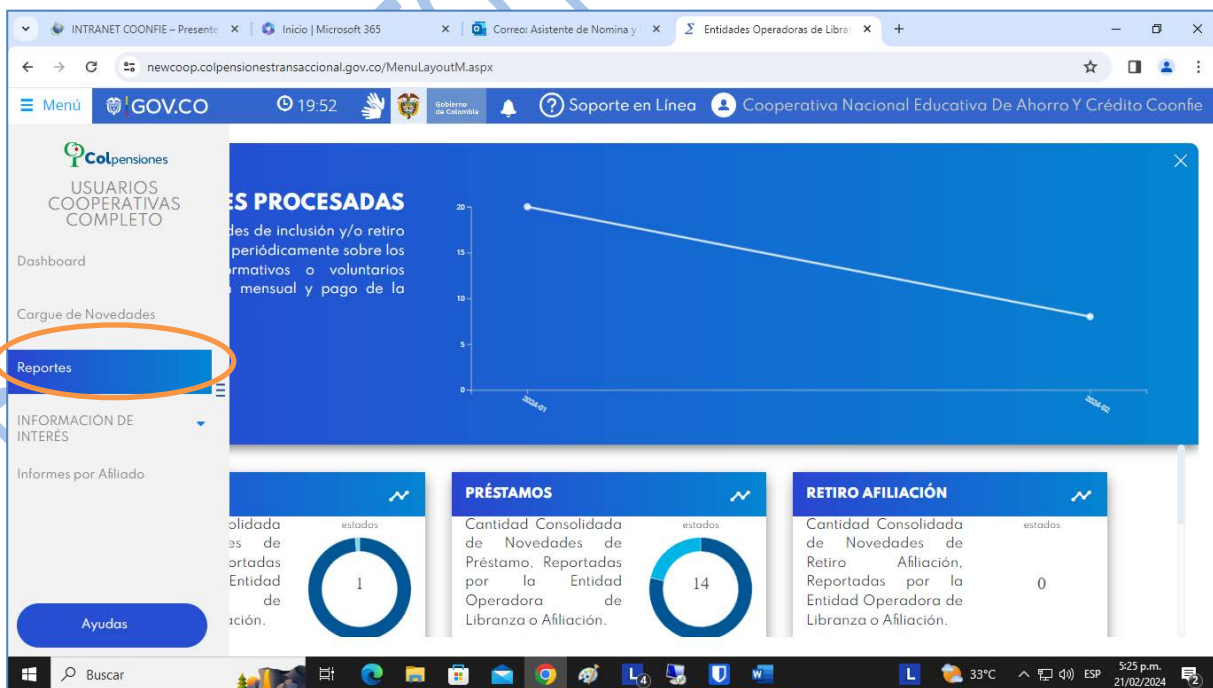 INTRANET COONFIE – Presente
Inicio | Microsoft 365
Correo: Asistente de Nomina y
Entidades Operadoras de Libra
newcoop.colpensionestransaccional.gov.co/MenuLayoutM.aspx
Menú
GOV.CO
19:52
Gobierno
de Colombia
Soporte en Línea
Cooperativa Nacional Educativa De Ahorro Y Crédito Coonfie
Colpensiones
USUARIOS
COOPERATIVAS
COMPLETO
Dashboard
Cargue de Novedades
Reportes
INFORMACIÓN DE
INTERÉS
Informes por Afiliado
Ayudas
ES PROCESADAS
des de inclusión y/o retiro
periódicamente sobre los
ormativos o voluntarios
mensual y pago de la
20
15
10
5
0
2024-01
2024-02
olidada
es de
ortadas
Entidad
de
ación.
estados
1
PRÉSTAMOS
Cantidad Consolidada
de Novedades de
Préstamo, Reportadas
por la Entidad
Operadora de
Libranza o Afiliación.
estados
14
RETIRO AFILIACIÓN
Cantidad Consolidada
de Novedades de
Retiro Afiliación,
Reportadas por la
Entidad Operadora de
Libranza o Afiliación.
estados
0
Buscar
L 4
W
L
33°C
ESP
5:25 p.m.
21/02/2024
2